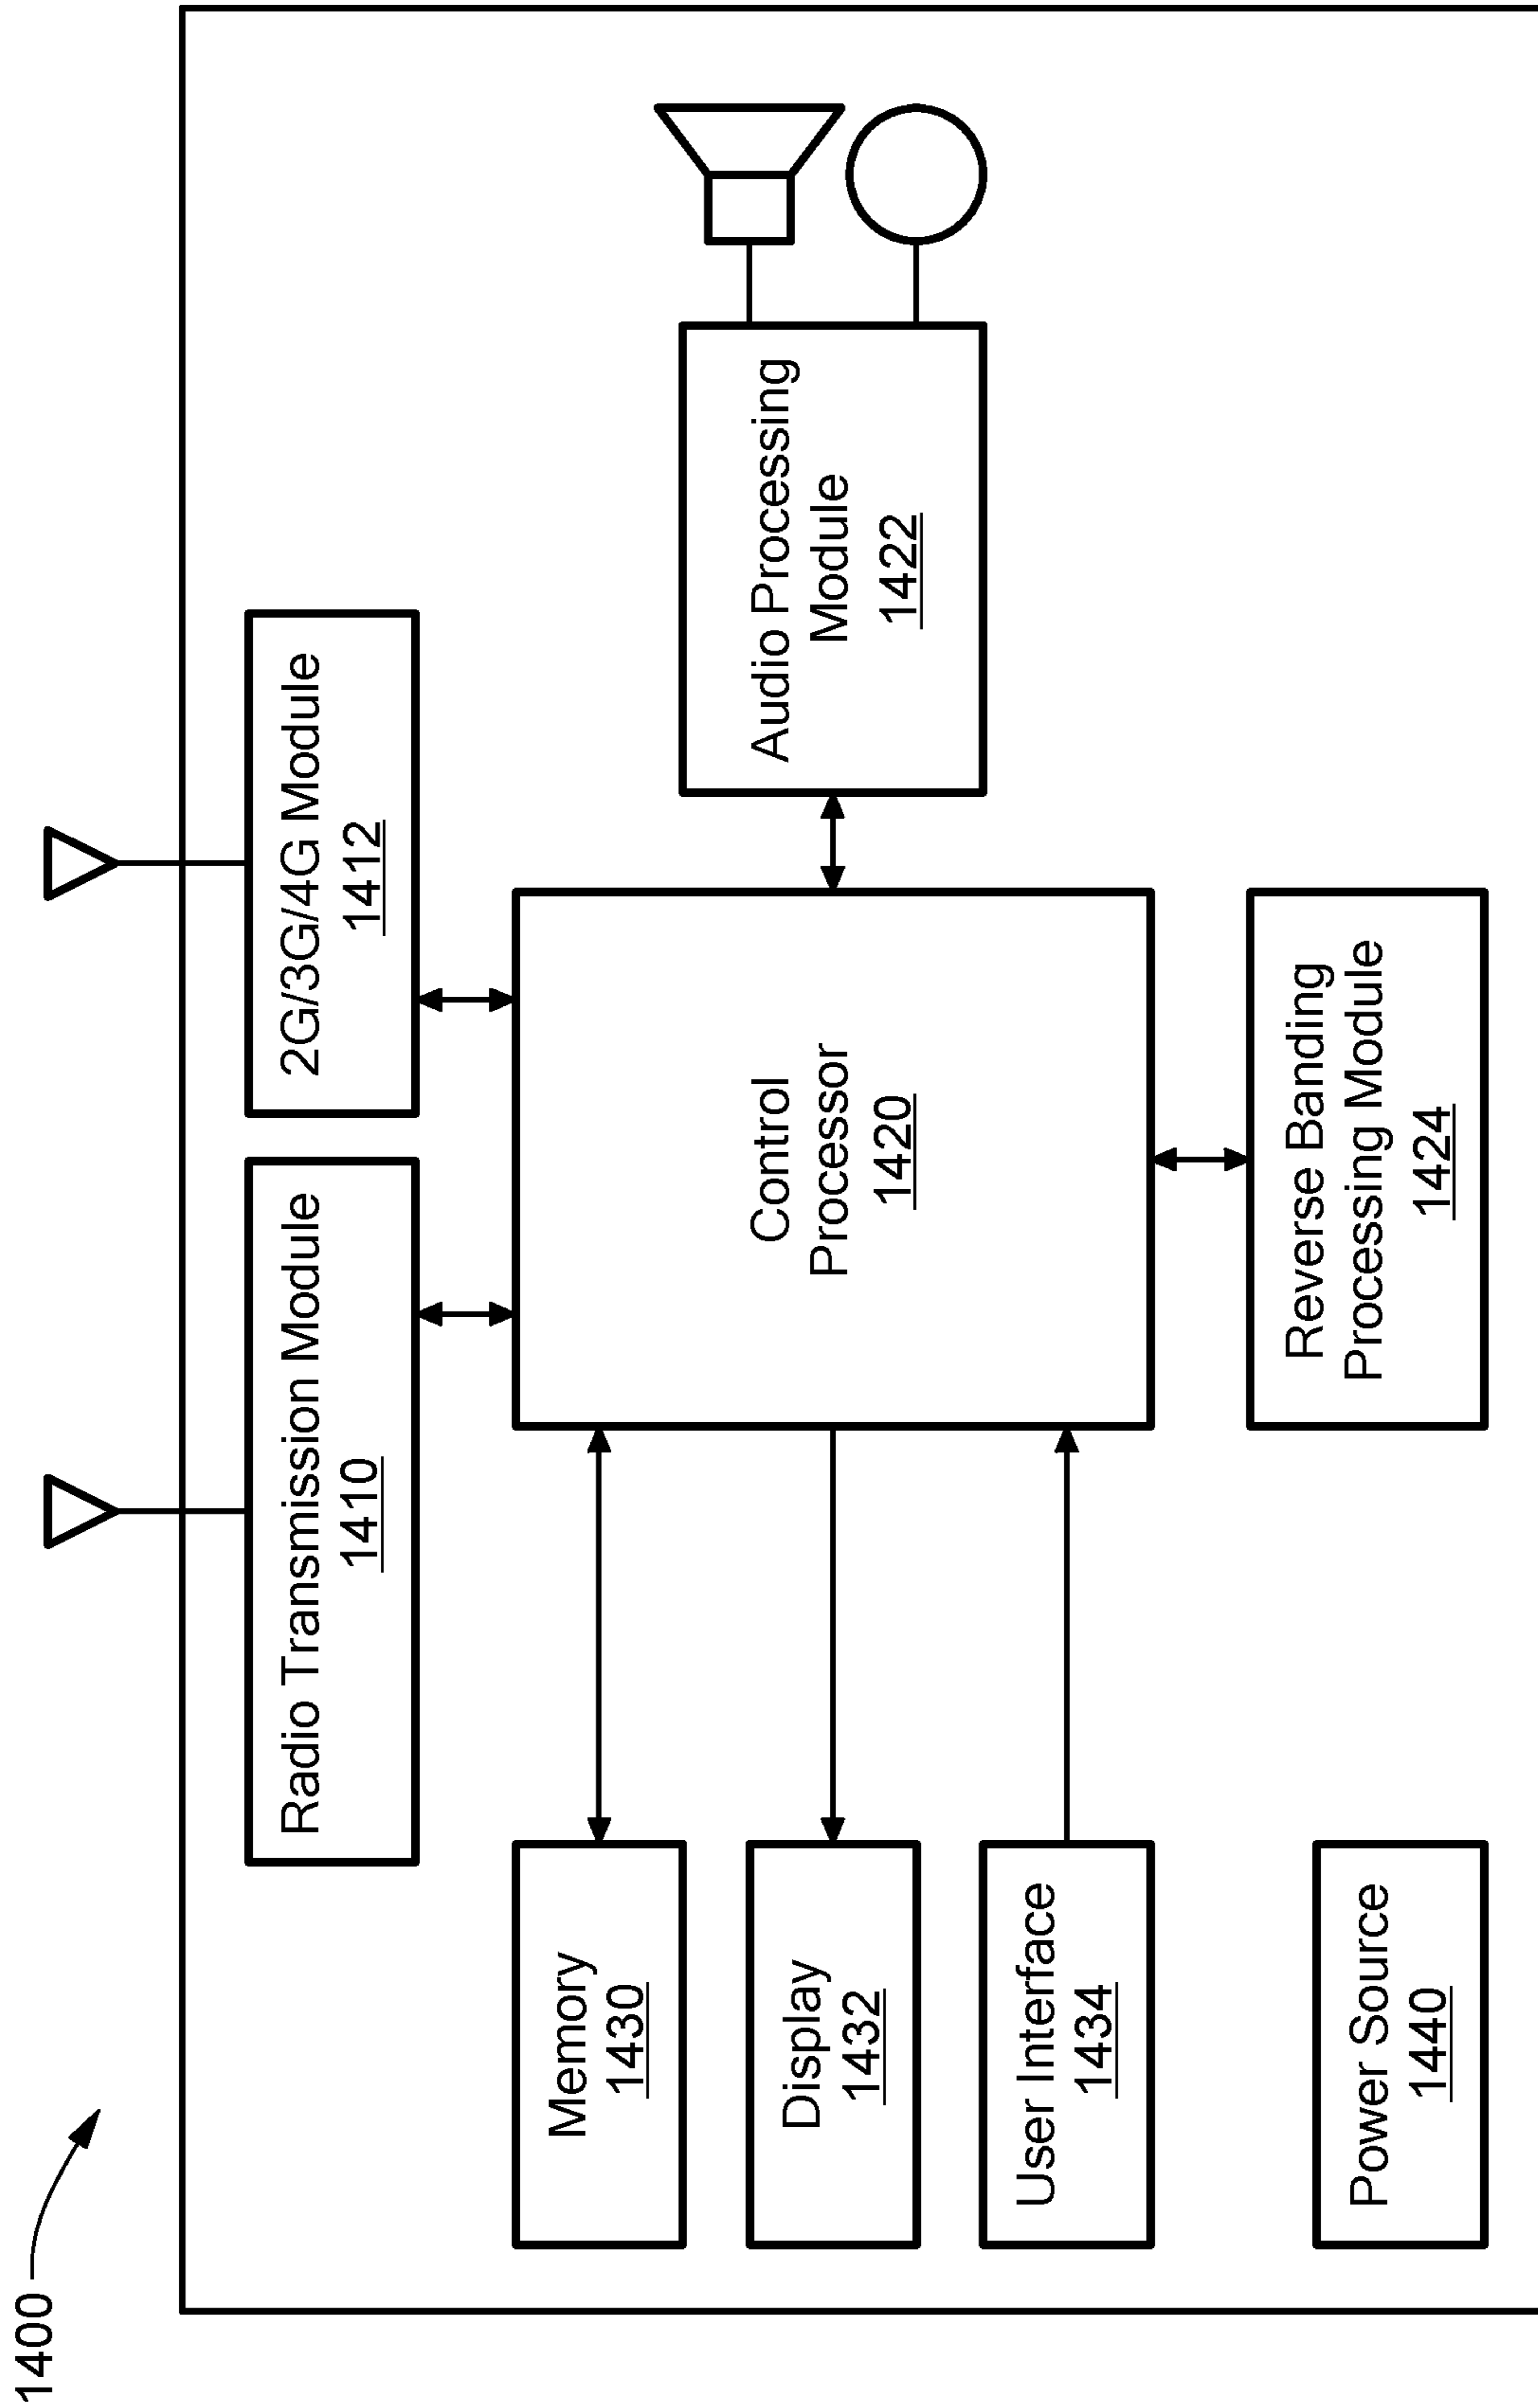 1400
Radio Transmission Module
1410
2G/3G/4G Module
1412
Memory
1430
Display
1432
User Interface
1434
Power Source
1440
Control
Processor
1420
Audio Processing
Module
1422
Reverse Banding
Processing Module
1424